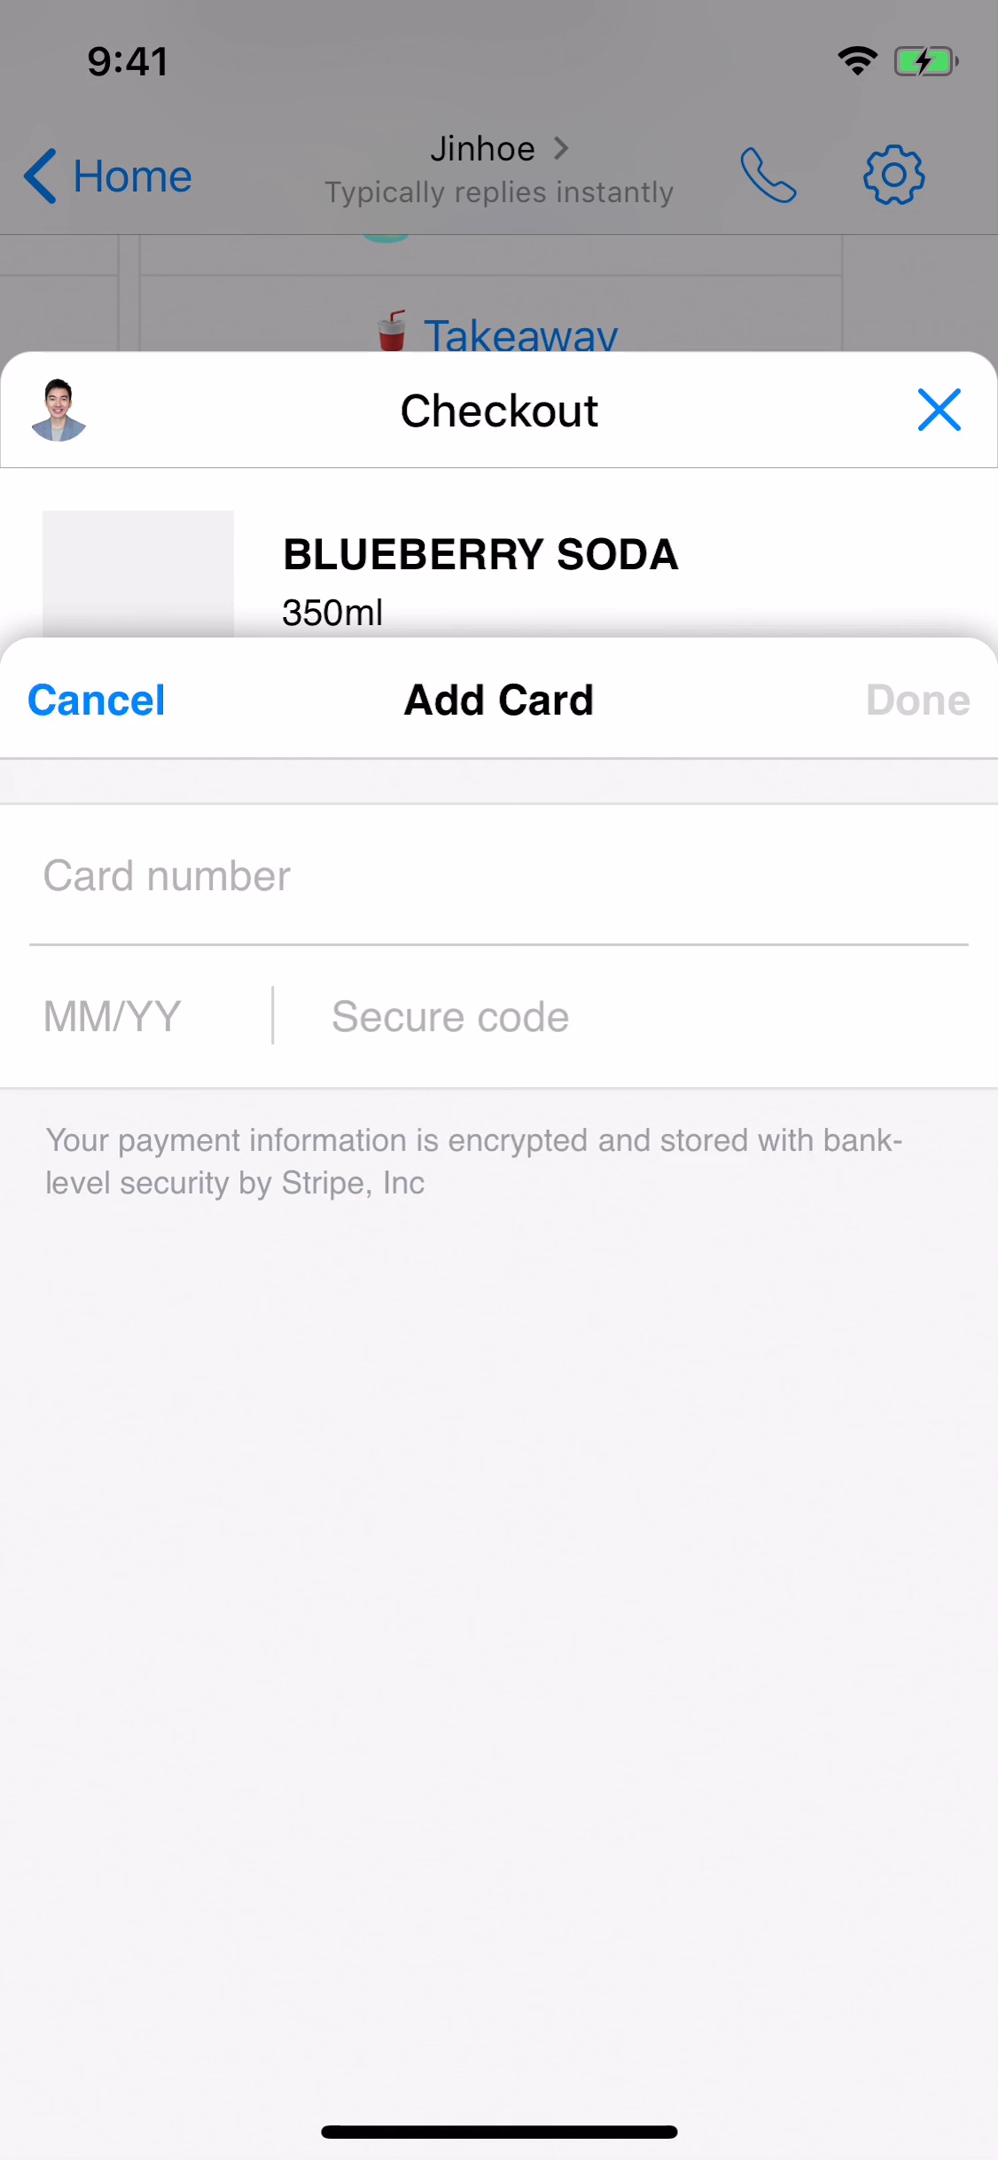 9:41
Home
Jinhoe
Typically replies instantly
Takeaway
Checkout
BLUEBERRY SODA
350ml
Cancel
Add Card
Done
Card number
MM/YY
Secure code
Your payment information is encrypted and stored with bank-
level security by Stripe, Inc